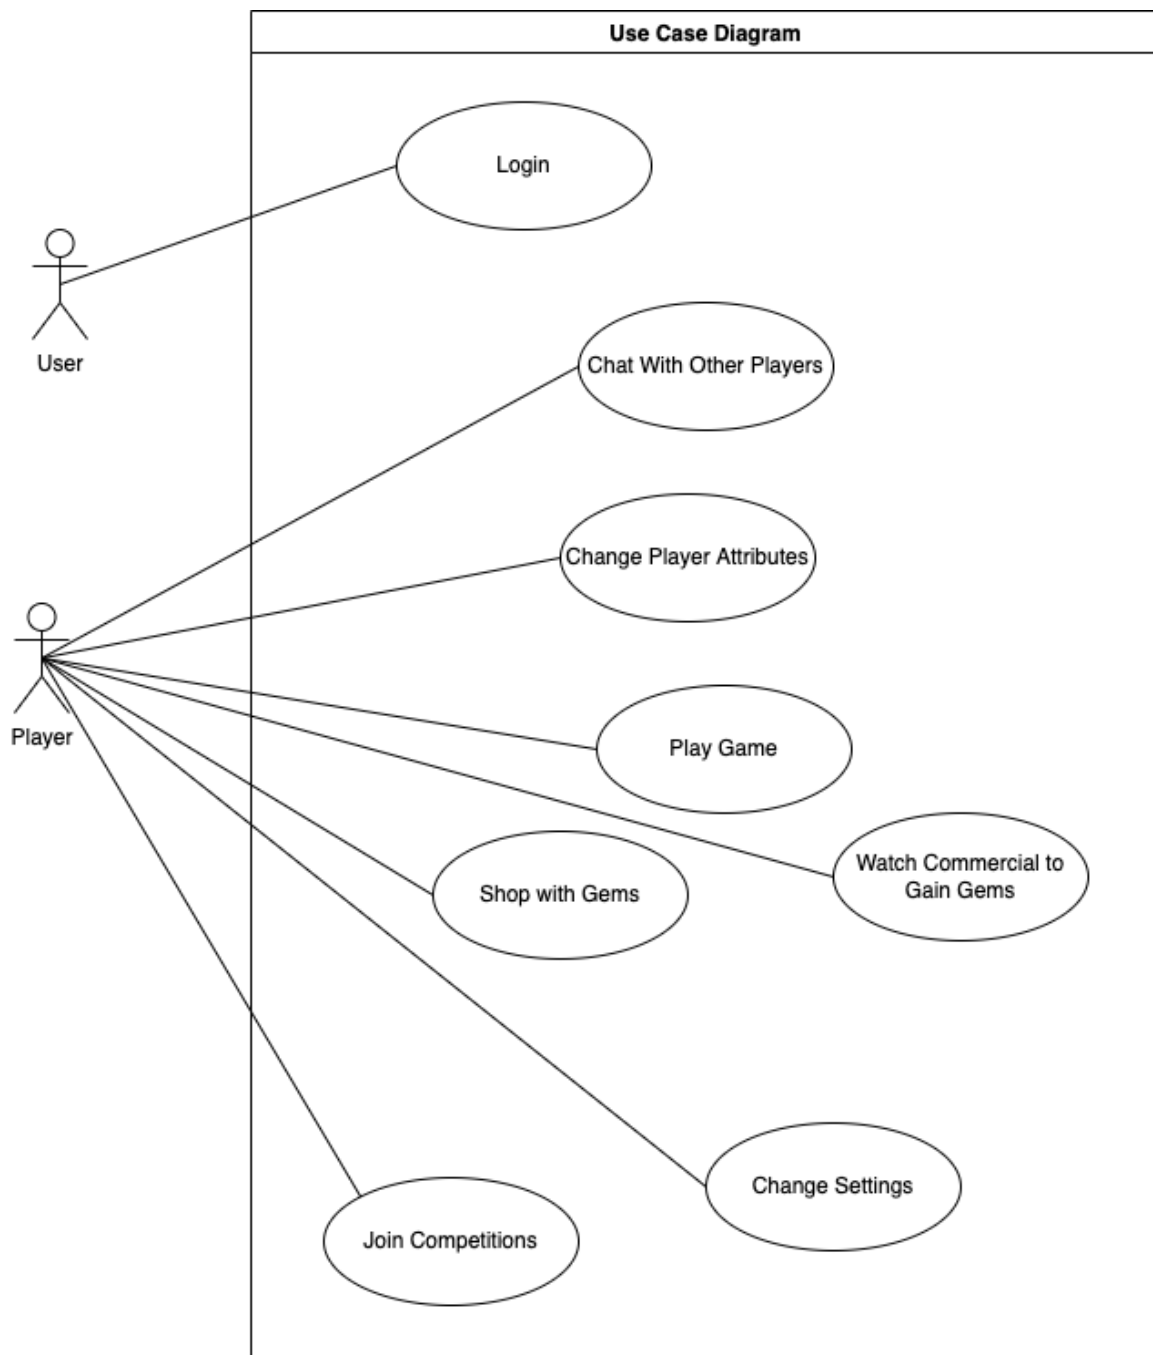 Use Case Diagram
Login
User
Chat With Other Players
Change Player Attributes
Player
Play Game
Watch Commercial to
Gain Gems
Shop with Gems
Change Settings
Join Competitions